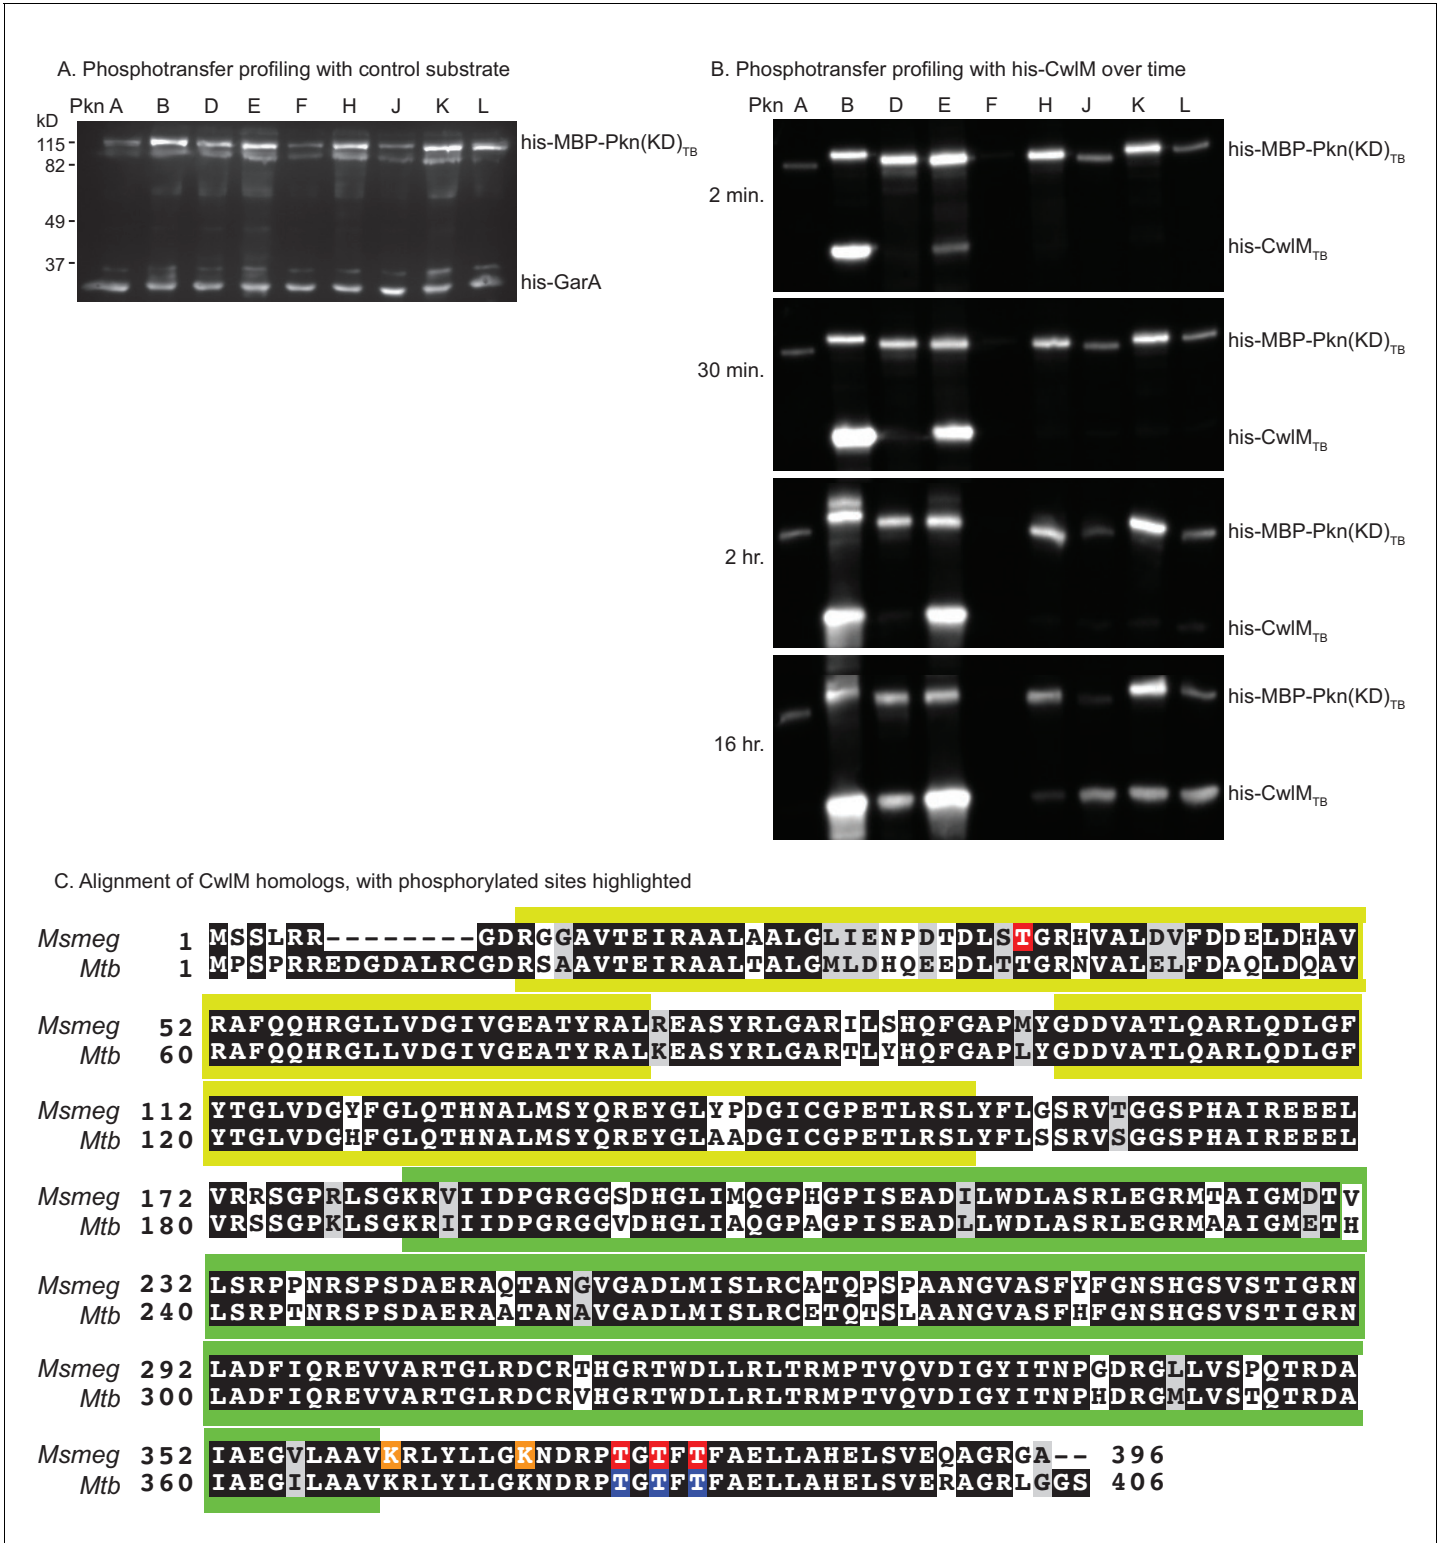 A. Phosphotransfer profiling with control substrate
Pkn A B D E F H J K L
kD
115
82
49
37
his-MBP-Pkn(KD)TB
his-GarA
B. Phosphotransfer profiling with his-CwlM over time
Pkn A B D E F H J K L
2 min.
his-MBP-Pkn(KD)TB
his-CwlMTB
30 min.
his-MBP-Pkn(KD)TB
his-CwlMTB
2 hr.
his-MBP-Pkn(KD)TB
his-CwlMTB
16 hr.
his-MBP-Pkn(KD)TB
his-CwlMTB
C. Alignment of CwlM homologs, with phosphorylated sites highlighted
Msmeg 1 MSSLRR--------GDRGGAVTEIRAALAALGLIENPDTDLSTGRHVALDVFDDELDHAV
Mtb 1 MPSPRREDGDALRCGDRSAAVTEIRAALTALGMLDHQEEDLTTGRNVALELFDAQLDQAV
Msmeg 52 RAFQQHRGLLVDGIVGEATYRALREASYRLGARILSHQFGAPMYGDDVATLQARLQDLGF
Mtb 60 RAFQQHRGLLVDGIVGEATYRALKEASYRLGARTLYHQFGAPLYGDDVATLQARLQDLGF
Msmeg 112 YTGLVDGYFGLQTHNALMSYQREYGLYPDGICGPETLRSLYFLGSRVTGGSPHAIREEEL
Mtb 120 YTGLVDGHFGLQTHNALMSYQREYGLAADGICGPETLRSLYFLSSRVSGGSPHAIREEEL
Msmeg 172 VRRSGPRLSGKRVIIDPGRGGSDHGLIMQGPHGPISEADILWDLASRLEGRMTAIGMDTV
Mtb 180 VRSSGPKLSGKRIIIDPGRGGVDHGLIAQGPAGPISEADLLWDLASRLEGRMAAIGMETH
Msmeg 232 LSRPPNRSPSDAERAQTANGVGADLMISLRCATQPSPAANGVASFYFGNSHGSVSTIGRN
Mtb 240 LSRPTNRSPSDAERAATANAVGADLMISLRCETQTSLAANGVASFHFGNSHGSVSTIGRN
Msmeg 292 LADFIQREVVARTGLRDCRTHGRTWDLLRLTRMPTVQVDIGYITNPGDRGLLVSPQTRDA
Mtb 300 LADFIQREVVARTGLRDCRVHGRTWDLLRLTRMPTVQVDIGYITNPHDRGMLVSTQTRDA
Msmeg 352 IAEGVLAAVKRLYLLGKNDRPTGTFTFAELLAHELSVEQAGRGA-- 396
Mtb 360 IAEGILAAVKRLYLLGKNDRPTGTFTFAELLAHELSVERAGRLGGS 406